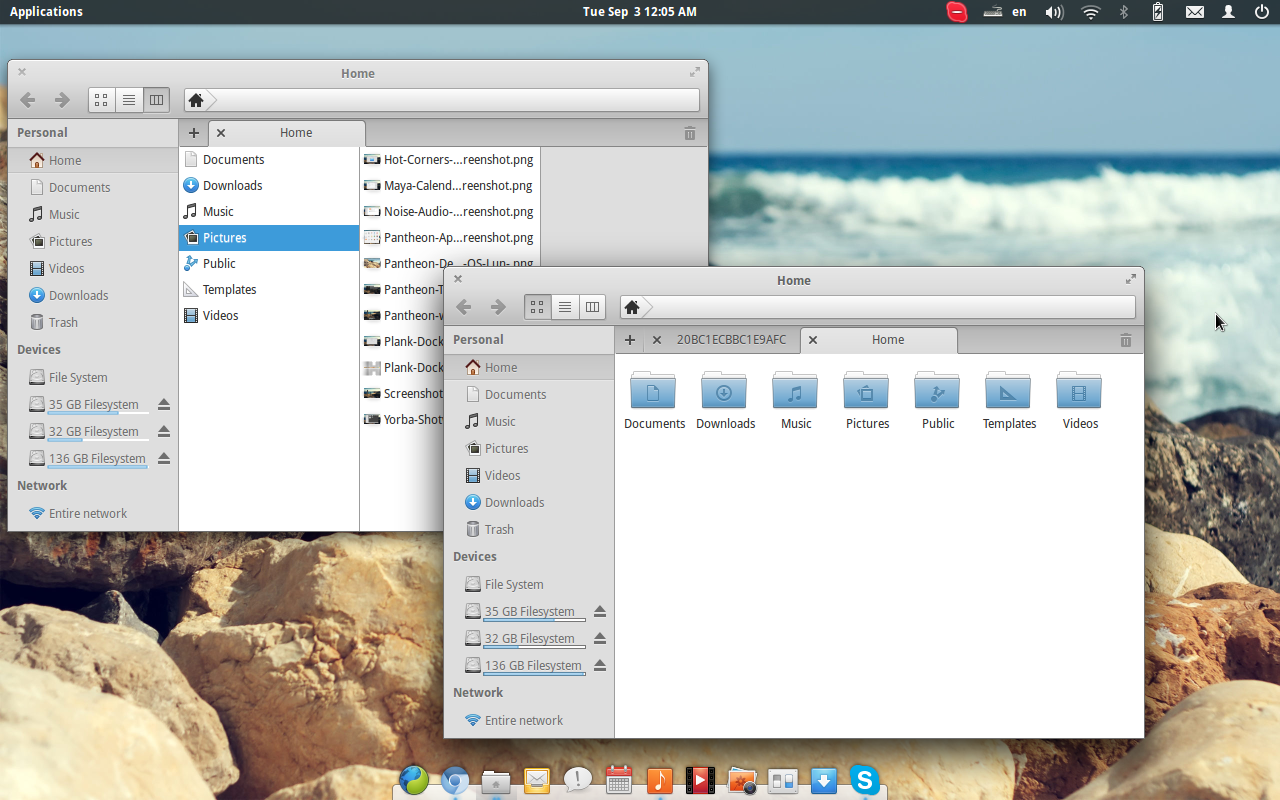 Applications
Tue Sep 3 12:05 AM
en
Home
Personal
Home
Home
Documents
Music
Pictures
Videos
Downloads
Trash
Devices
File System
35 GB Filesystem
32 GB Filesystem
136 GB Filesystem
Network
Entire network
Documents
Downloads
Music
Pictures
Public
Templates
Videos
Hot-Corners-...reenshot.png
Maya-Calend...reenshot.png
Noise-Audio-...reenshot.png
Pantheon-Ap...reenshot.png
Pantheon-De...-OS-Lun-.png
Pantheon-T
Pantheon-w
Plank-Dock
Plank-Dock
Screenshot
Yorba-Shot
Home
Personal
20BC1ECBBC1E9AFC
Home
Home
Documents
Music
Pictures
Videos
Downloads
Trash
Devices
File System
35 GB Filesystem
32 GB Filesystem
136 GB Filesystem
Network
Entire network
Documents
Downloads
Music
Pictures
Public
Templates
Videos